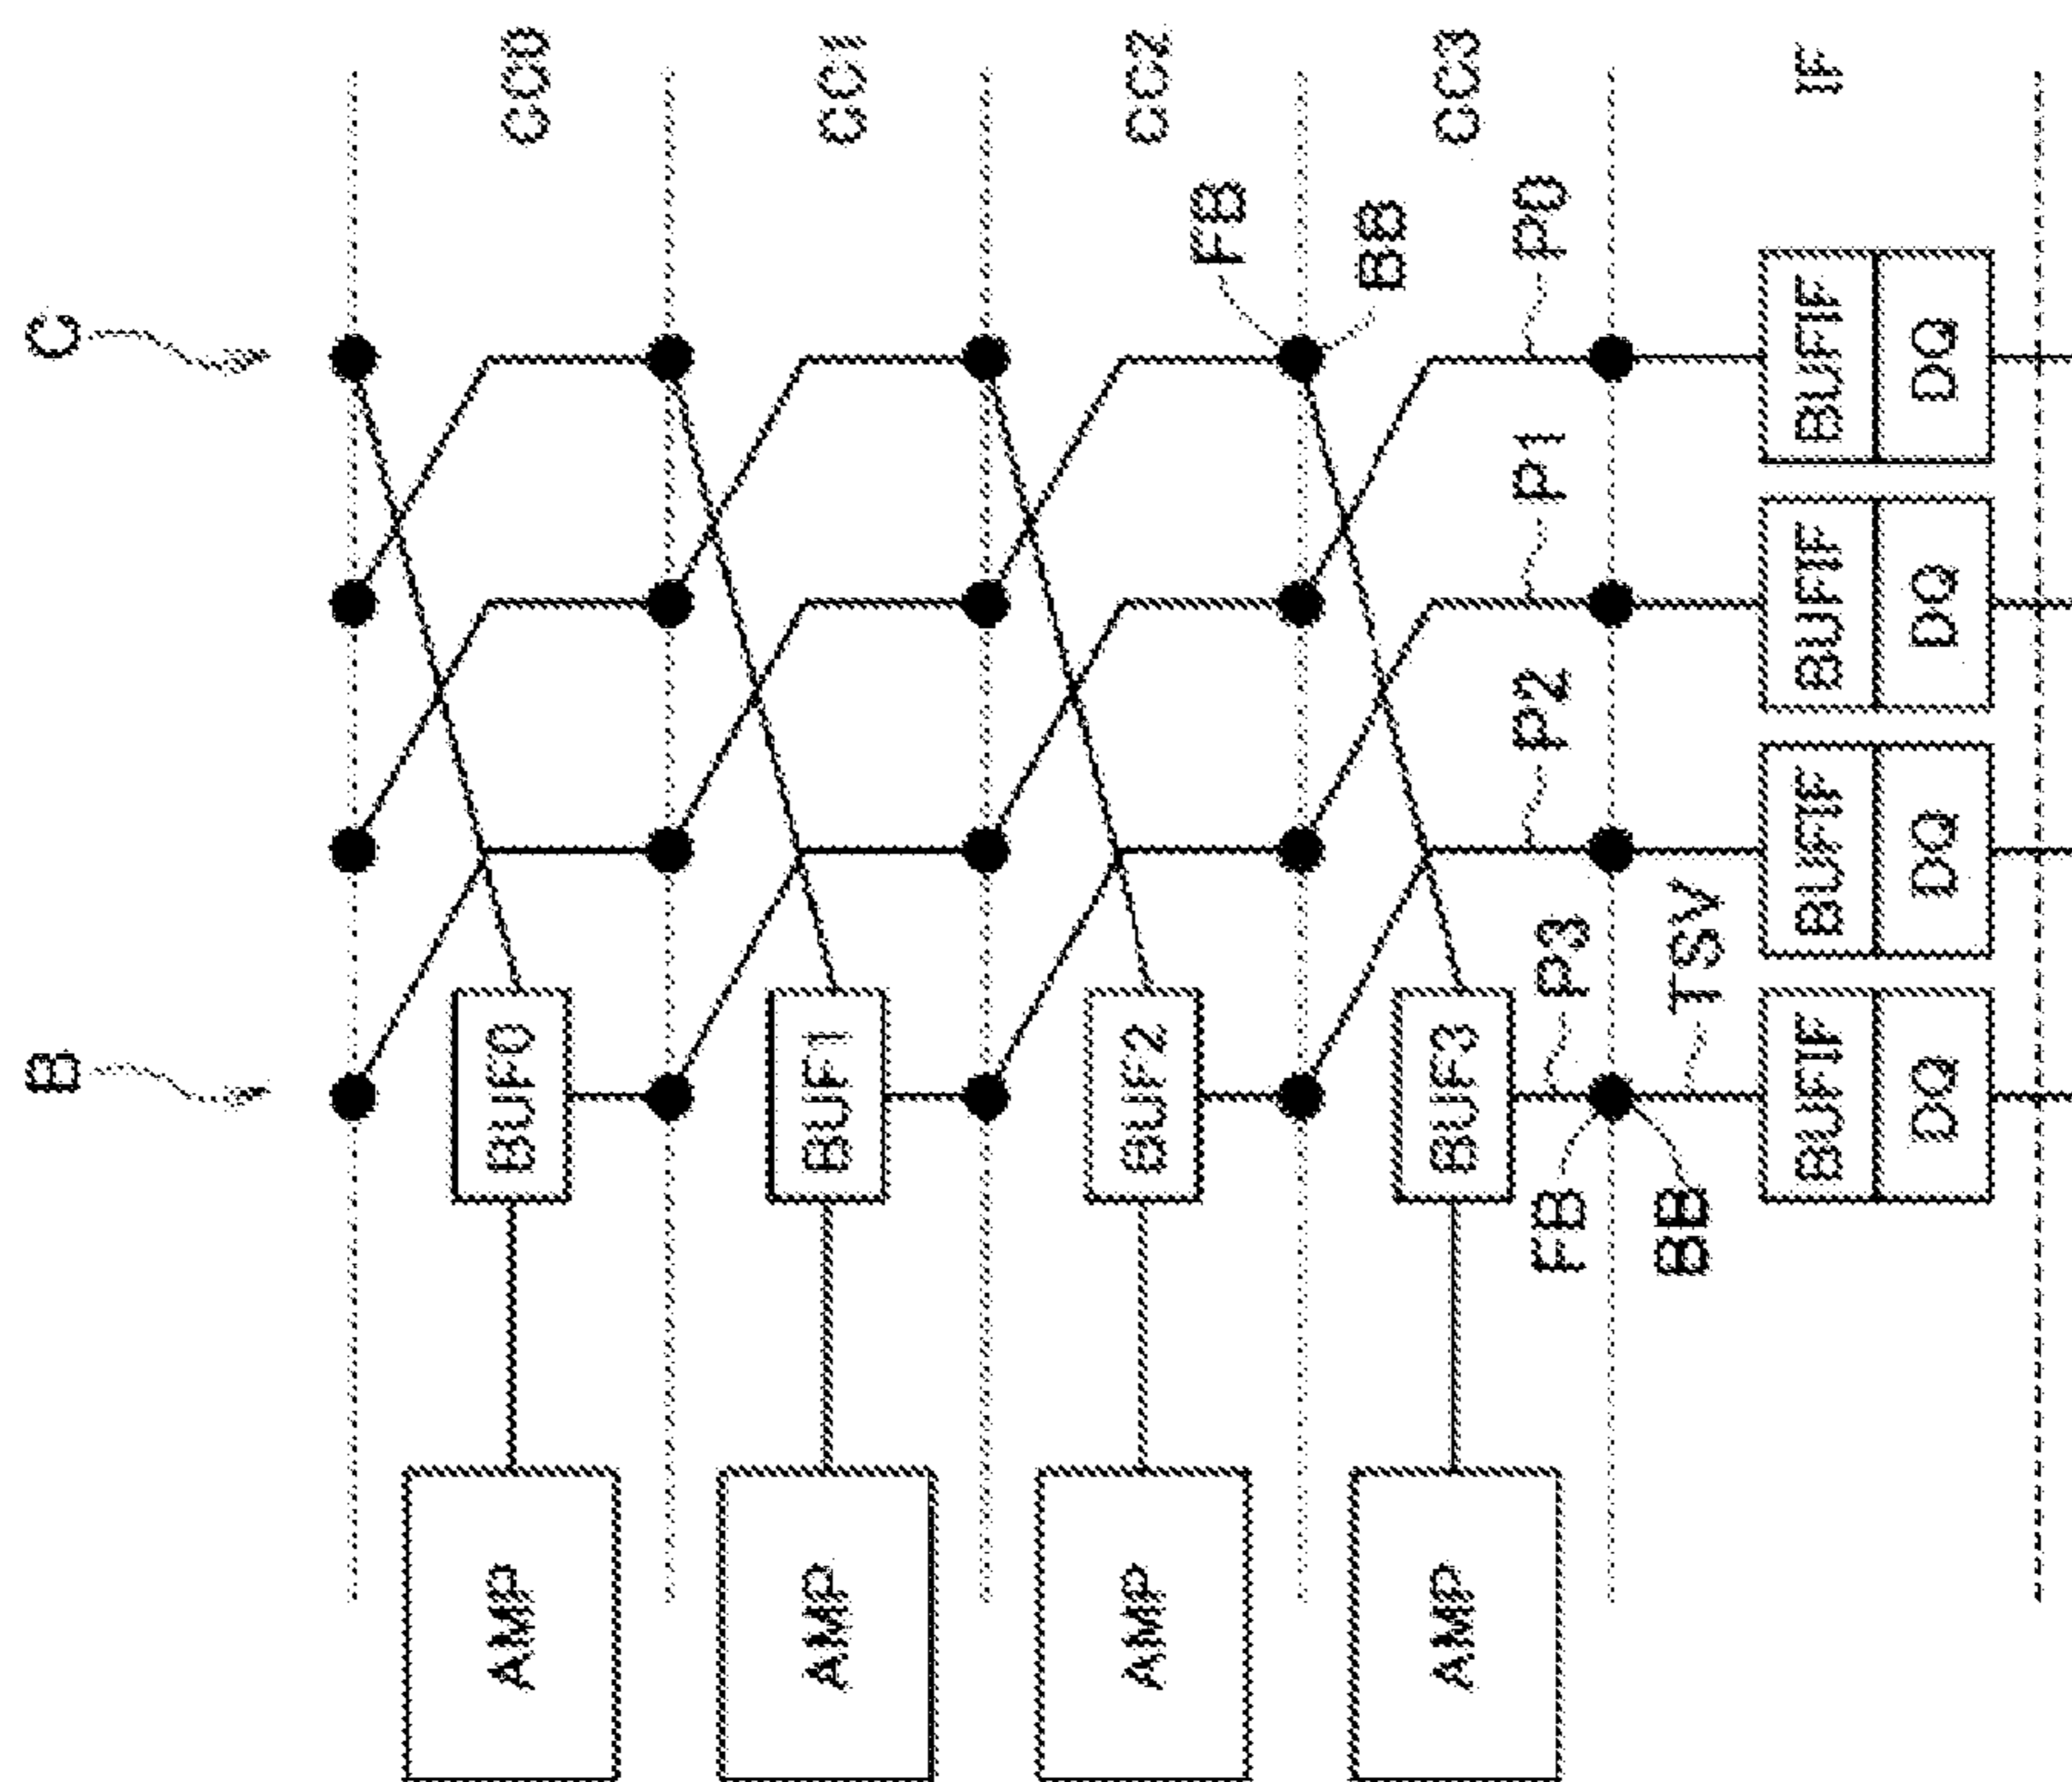 B
C
CC0
CC1
CC2
CC3
IF
AMP
BUF0
AMP
BUF1
AMP
BUF2
AMP
BUF3
FB
BB
P3
P2
P1
P0
FB
BB
TSV
BUFIF
DQ
BUFIF
DQ
BUFIF
DQ
BUFIF
DQ